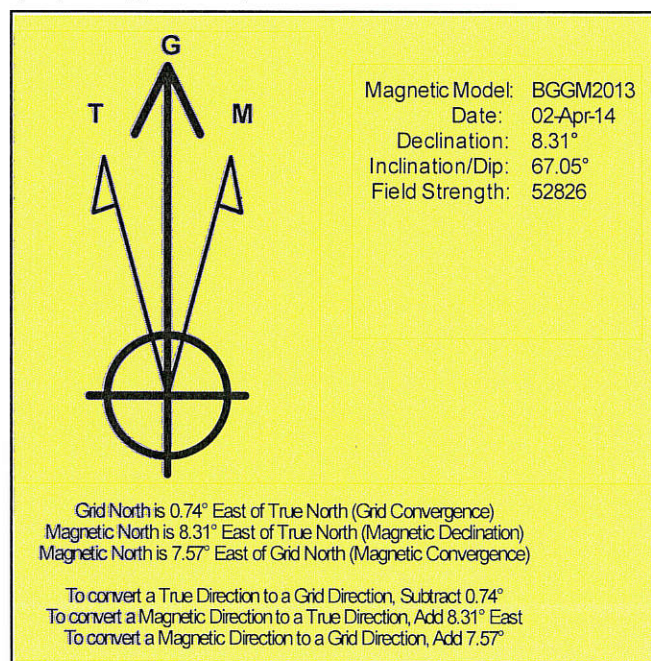 G
T M
Magnetic Model: BGGM2013
Date: 02-Apr-14
Declination: 8.31°
Inclination/Dip: 67.05°
Field Strength: 52826
Grid North is 0.74° East of True North (Grid Convergence)
Magnetic North is 8.31° East of True North (Magnetic Declination)
Magnetic North is 7.57° East of Grid North (Magnetic Convergence)
To convert a True Direction to a Grid Direction, Subtract 0.74°
To convert a Magnetic Direction to a True Direction, Add 8.31° East
To convert a Magnetic Direction to a Grid Direction, Add 7.57°